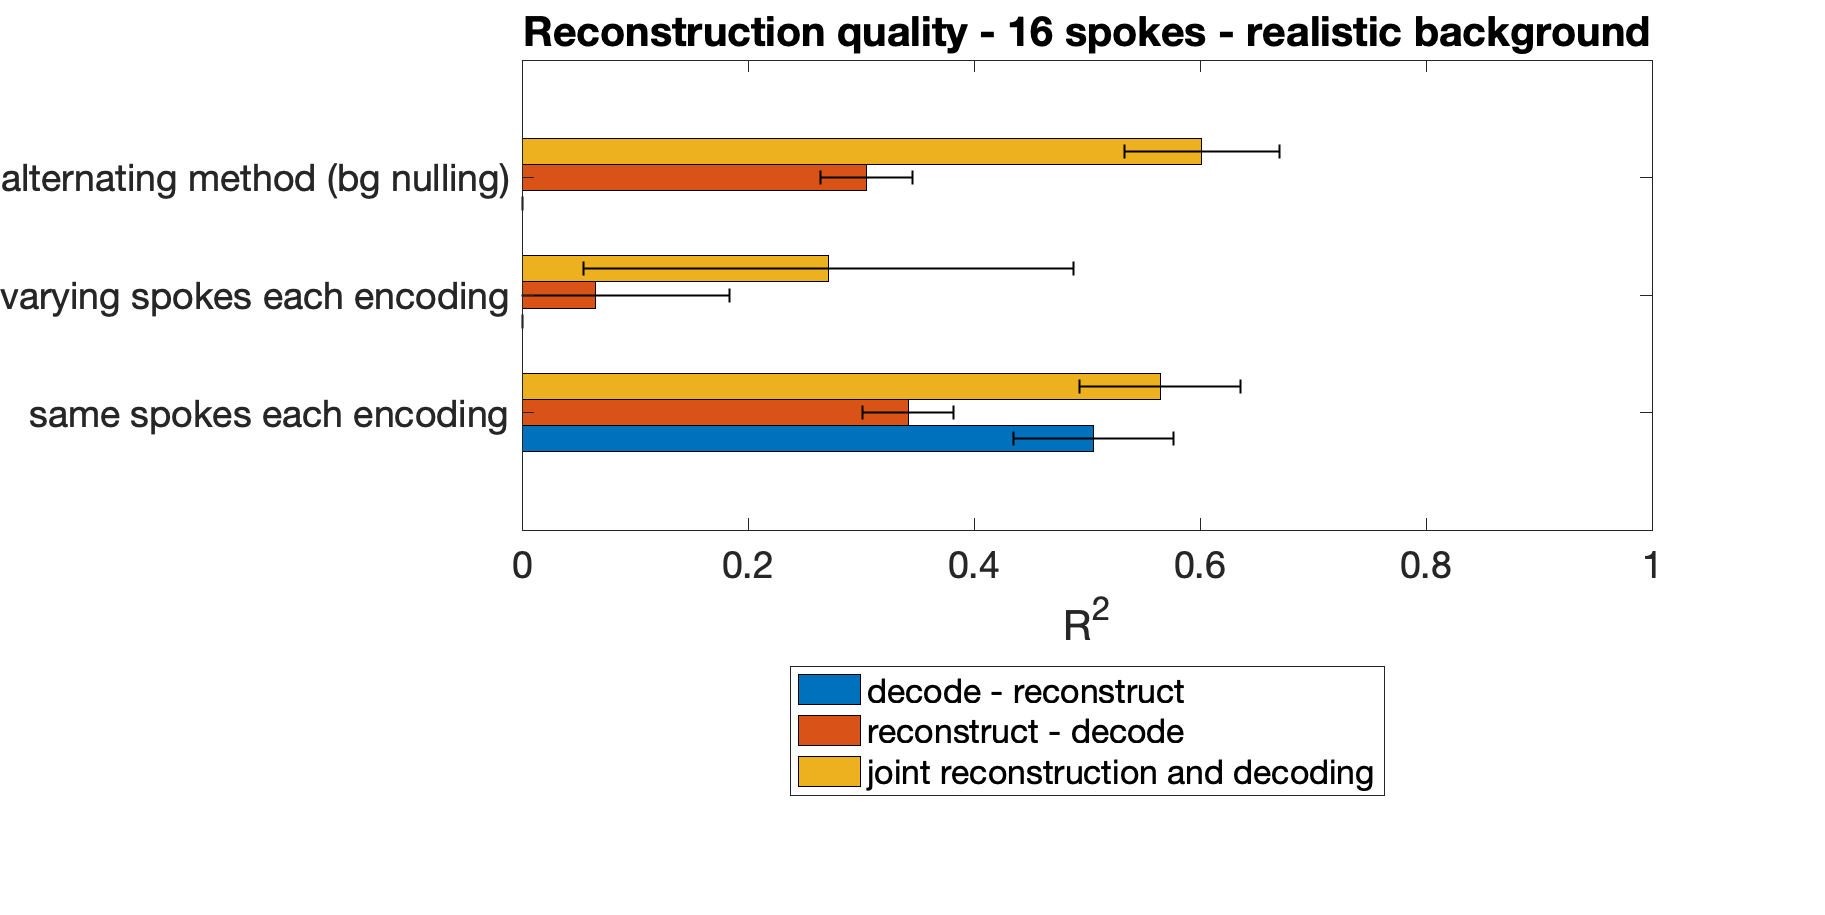 Reconstruction quality - 16 spokes - realistic background
alternating method (bg nulling)
varying spokes each encoding
same spokes each encoding
0 0.2 0.4 0.6 0.8 1
R²
decode - reconstruct
reconstruct - decode
joint reconstruction and decoding